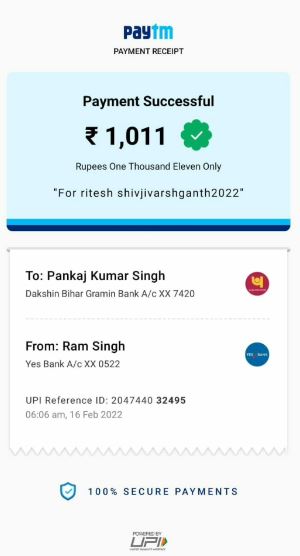 paytm
PAYMENT RECEIPT
Payment Successful
₹ 1,011
Rupees One Thousand Eleven Only
"For ritesh shivjivarshganth2022"
To: Pankaj Kumar Singh
Dakshin Bihar Gramin Bank A/c XX 7420
From: Ram Singh
YES BANK
Yes Bank A/c XX 0522
UPI Reference ID: 2047440 32495
06:06 am, 16 Feb 2022
100% SECURE PAYMENTS
POWERED BY
UPI
UNIFIED PAYMENTS INTERFACE